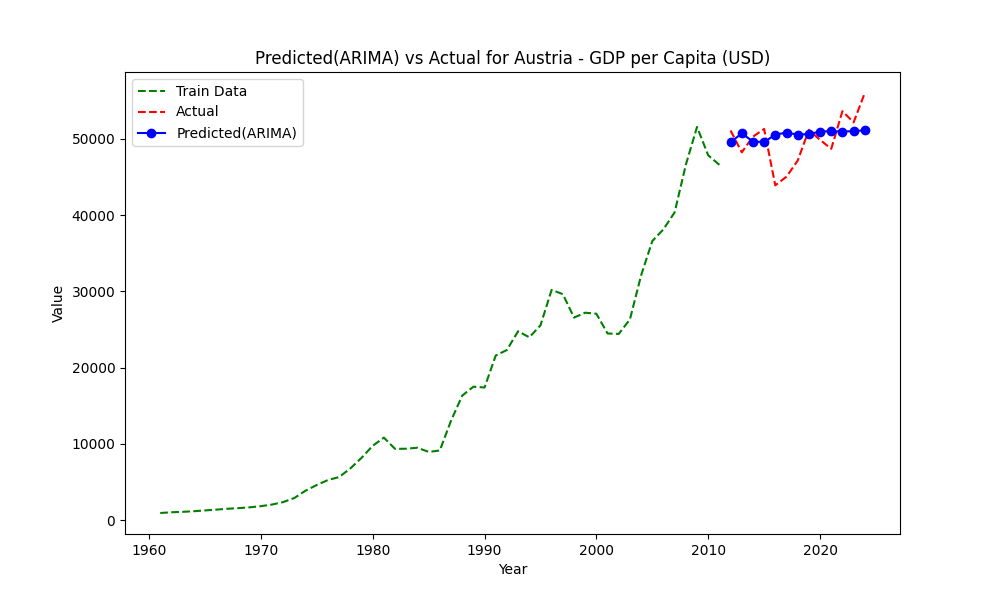 Predicted(ARIMA) vs Actual for Austria - GDP per Capita (USD)
Train Data
Actual
Predicted(ARIMA)
50000
40000
30000
20000
10000
0
Value
1960 1970 1980 1990 2000 2010 2020
Year